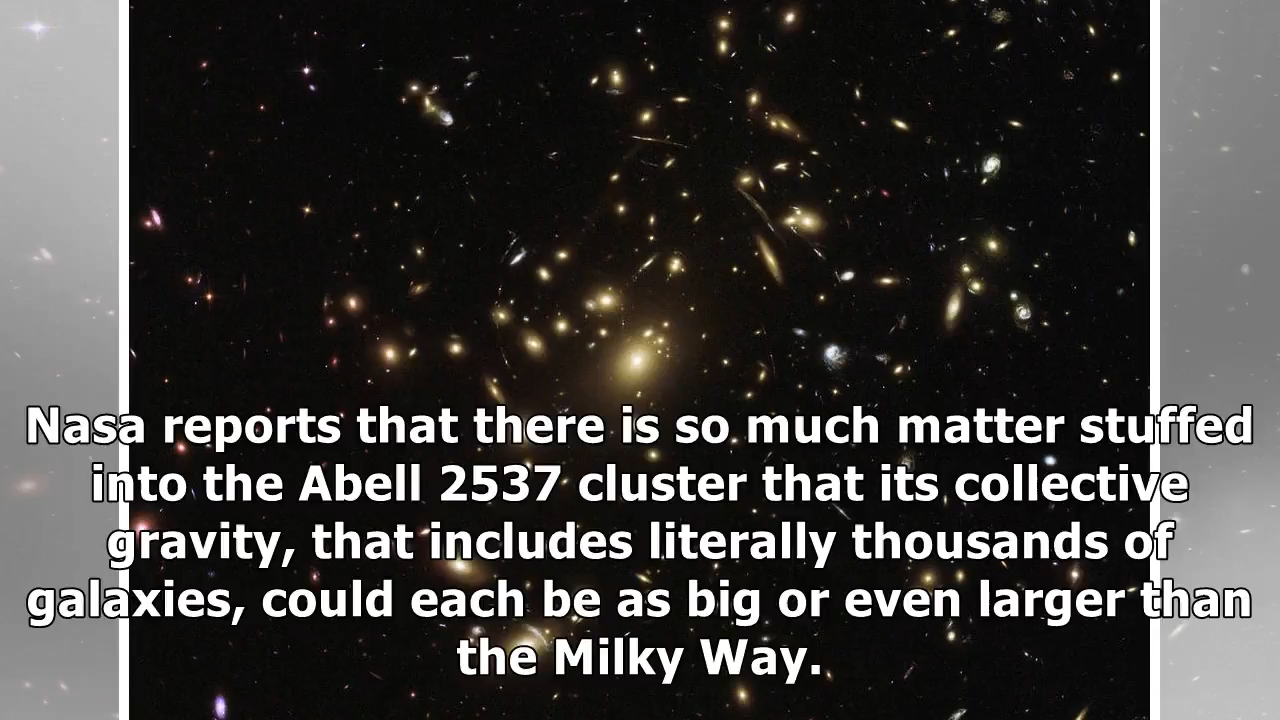 Nasa reports that there is so much matter stuffed
into the Abell 2537 cluster that its collective
gravity, that includes literally thousands of
galaxies, could each be as big or even larger than
the Milky Way.